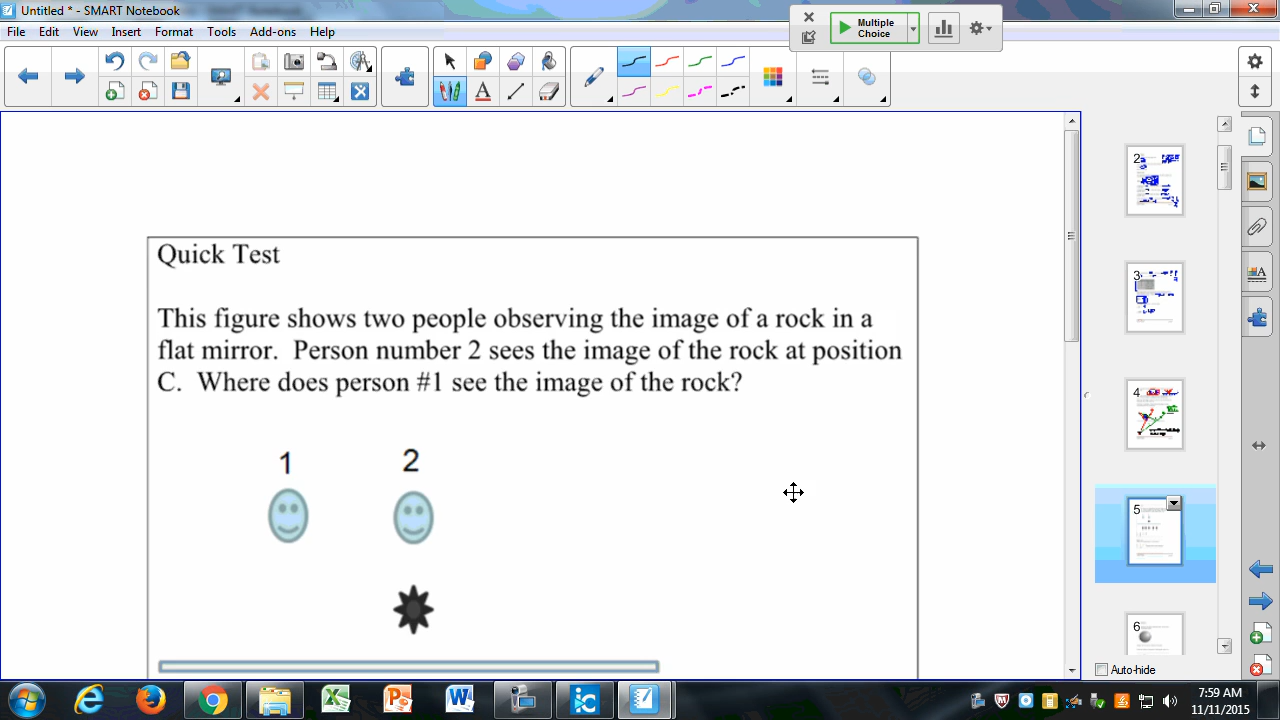 Untitled * - SMART Notebook
Multiple
Choice
File Edit View Insert Format Tools Add-ons Help
2
3
4
5
6
Quick Test
This figure shows two people observing the image of a rock in a
flat mirror. Person number 2 sees the image of the rock at position
C. Where does person #1 see the image of the rock?
1 2
Auto-hide
7:59 AM
11/11/2015